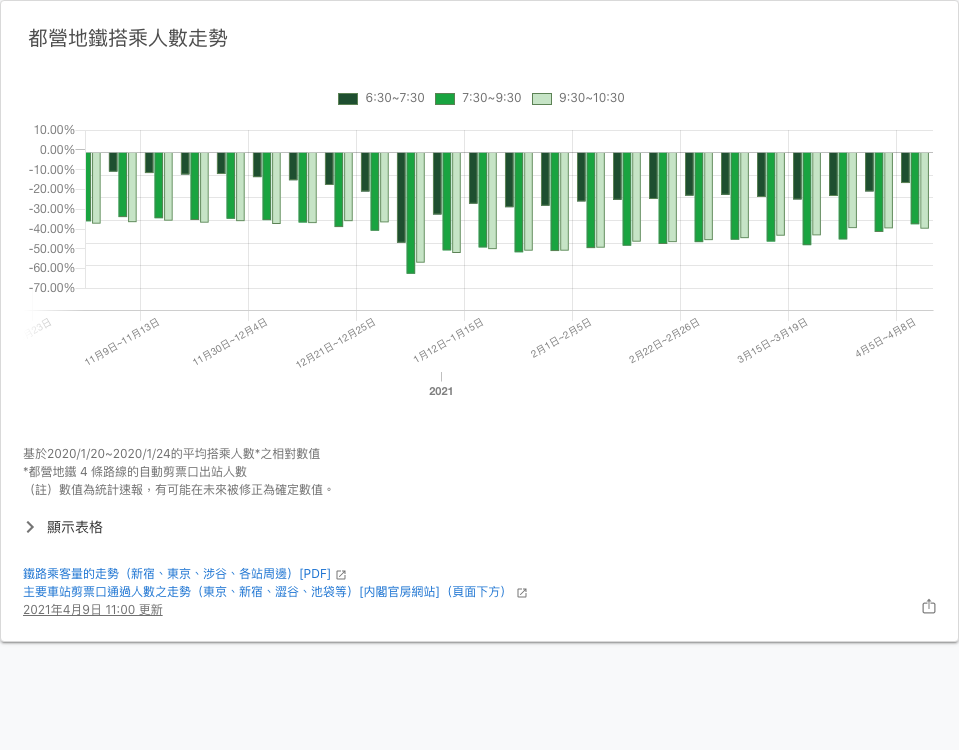 都營地鐵搭乘人數走勢
6:30~7:30 7:30~9:30 9:30~10:30
10.00%
0.00%
-10.00%
-20.00%
-30.00%
-40.00%
-50.00%
-60.00%
-70.00%
23日 11月9日~11月13日 11月30日~12月4日 12月21日~12月25日 1月12日~1月15日 2月1日~2月5日 2月22日~2月26日 3月15日~3月19日 4月5日~4月8日
2021
基於2020/1/20~2020/1/24的平均搭乘人數*之相對數值
*都營地鐵 4 條路線的自動剪票口出站人數
（註）數值為統計速報，有可能在未來被修正為確定數值。
顯示表格
鐵路乘客量的走勢（新宿、東京、涉谷、各站周邊）[PDF]
主要車站剪票口通過人數之走勢（東京、新宿、澀谷、池袋等）[内閣官房網站]（頁面下方）
2021年4月9日 11:00 更新